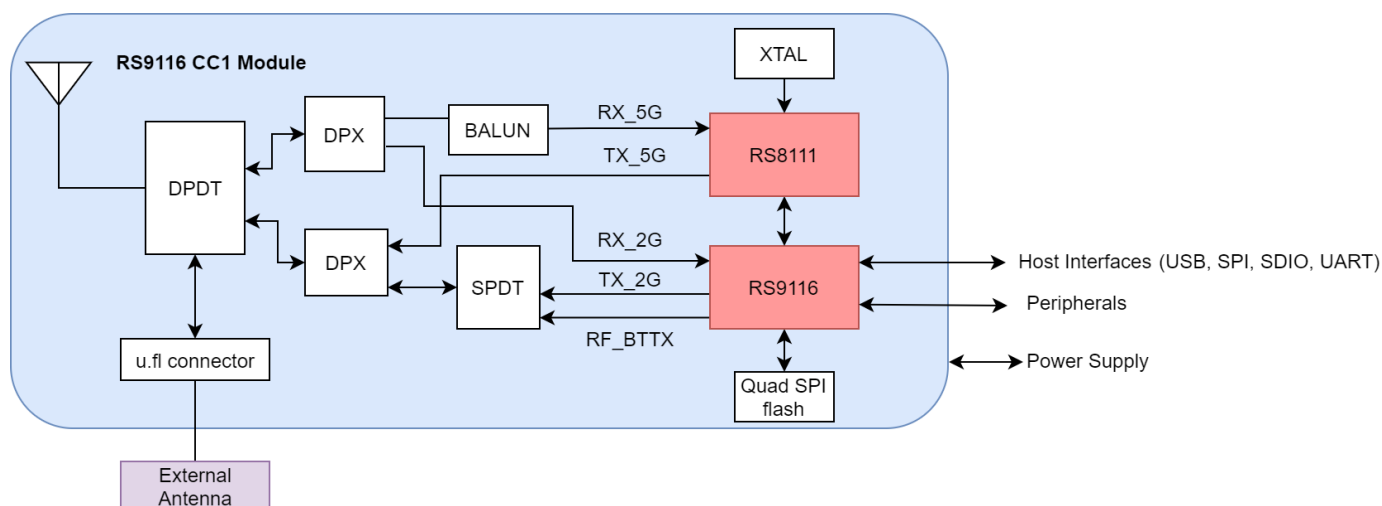 RS9116 CC1 Module
XTAL
DPX
BALUN
RX_5G
TX_5G
RS8111
DPDT
DPX
SPDT
RX_2G
TX_2G
RF_BTTX
RS9116
Host Interfaces (USB, SPI, SDIO, UART)
Peripherals
Power Supply
u.fl connector
Quad SPI
flash
External
Antenna